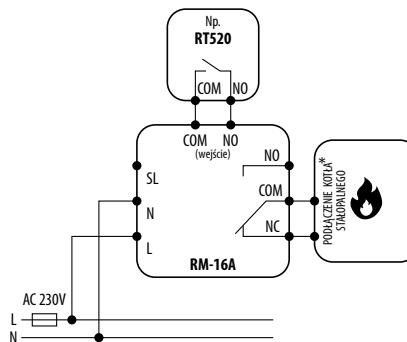 Np.
RT520
COM NO
COM NO
(wejście)
NO
SL
COM
N
NC
L
RM-16A
PODŁĄCZENIE KOTŁA*
STAŁOPALNEGO
AC 230V
L
N